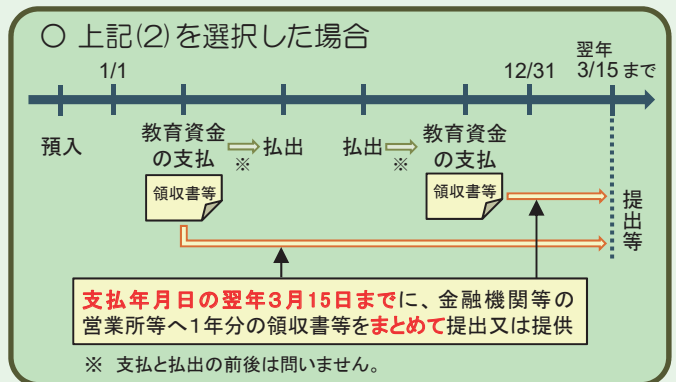 ○ 上記(2)を選択した場合
1/1
12/31
翌年
3/15まで
預入
教育資金
の支払
※
払出
払出
※
教育資金
の支払
領収書等
領収書等
提出等
支払年月日の翌年3月15日までに、金融機関等の
営業所等へ1年分の領収書等をまとめて提出又は提供
※ 支払と払出の前後は問いません。